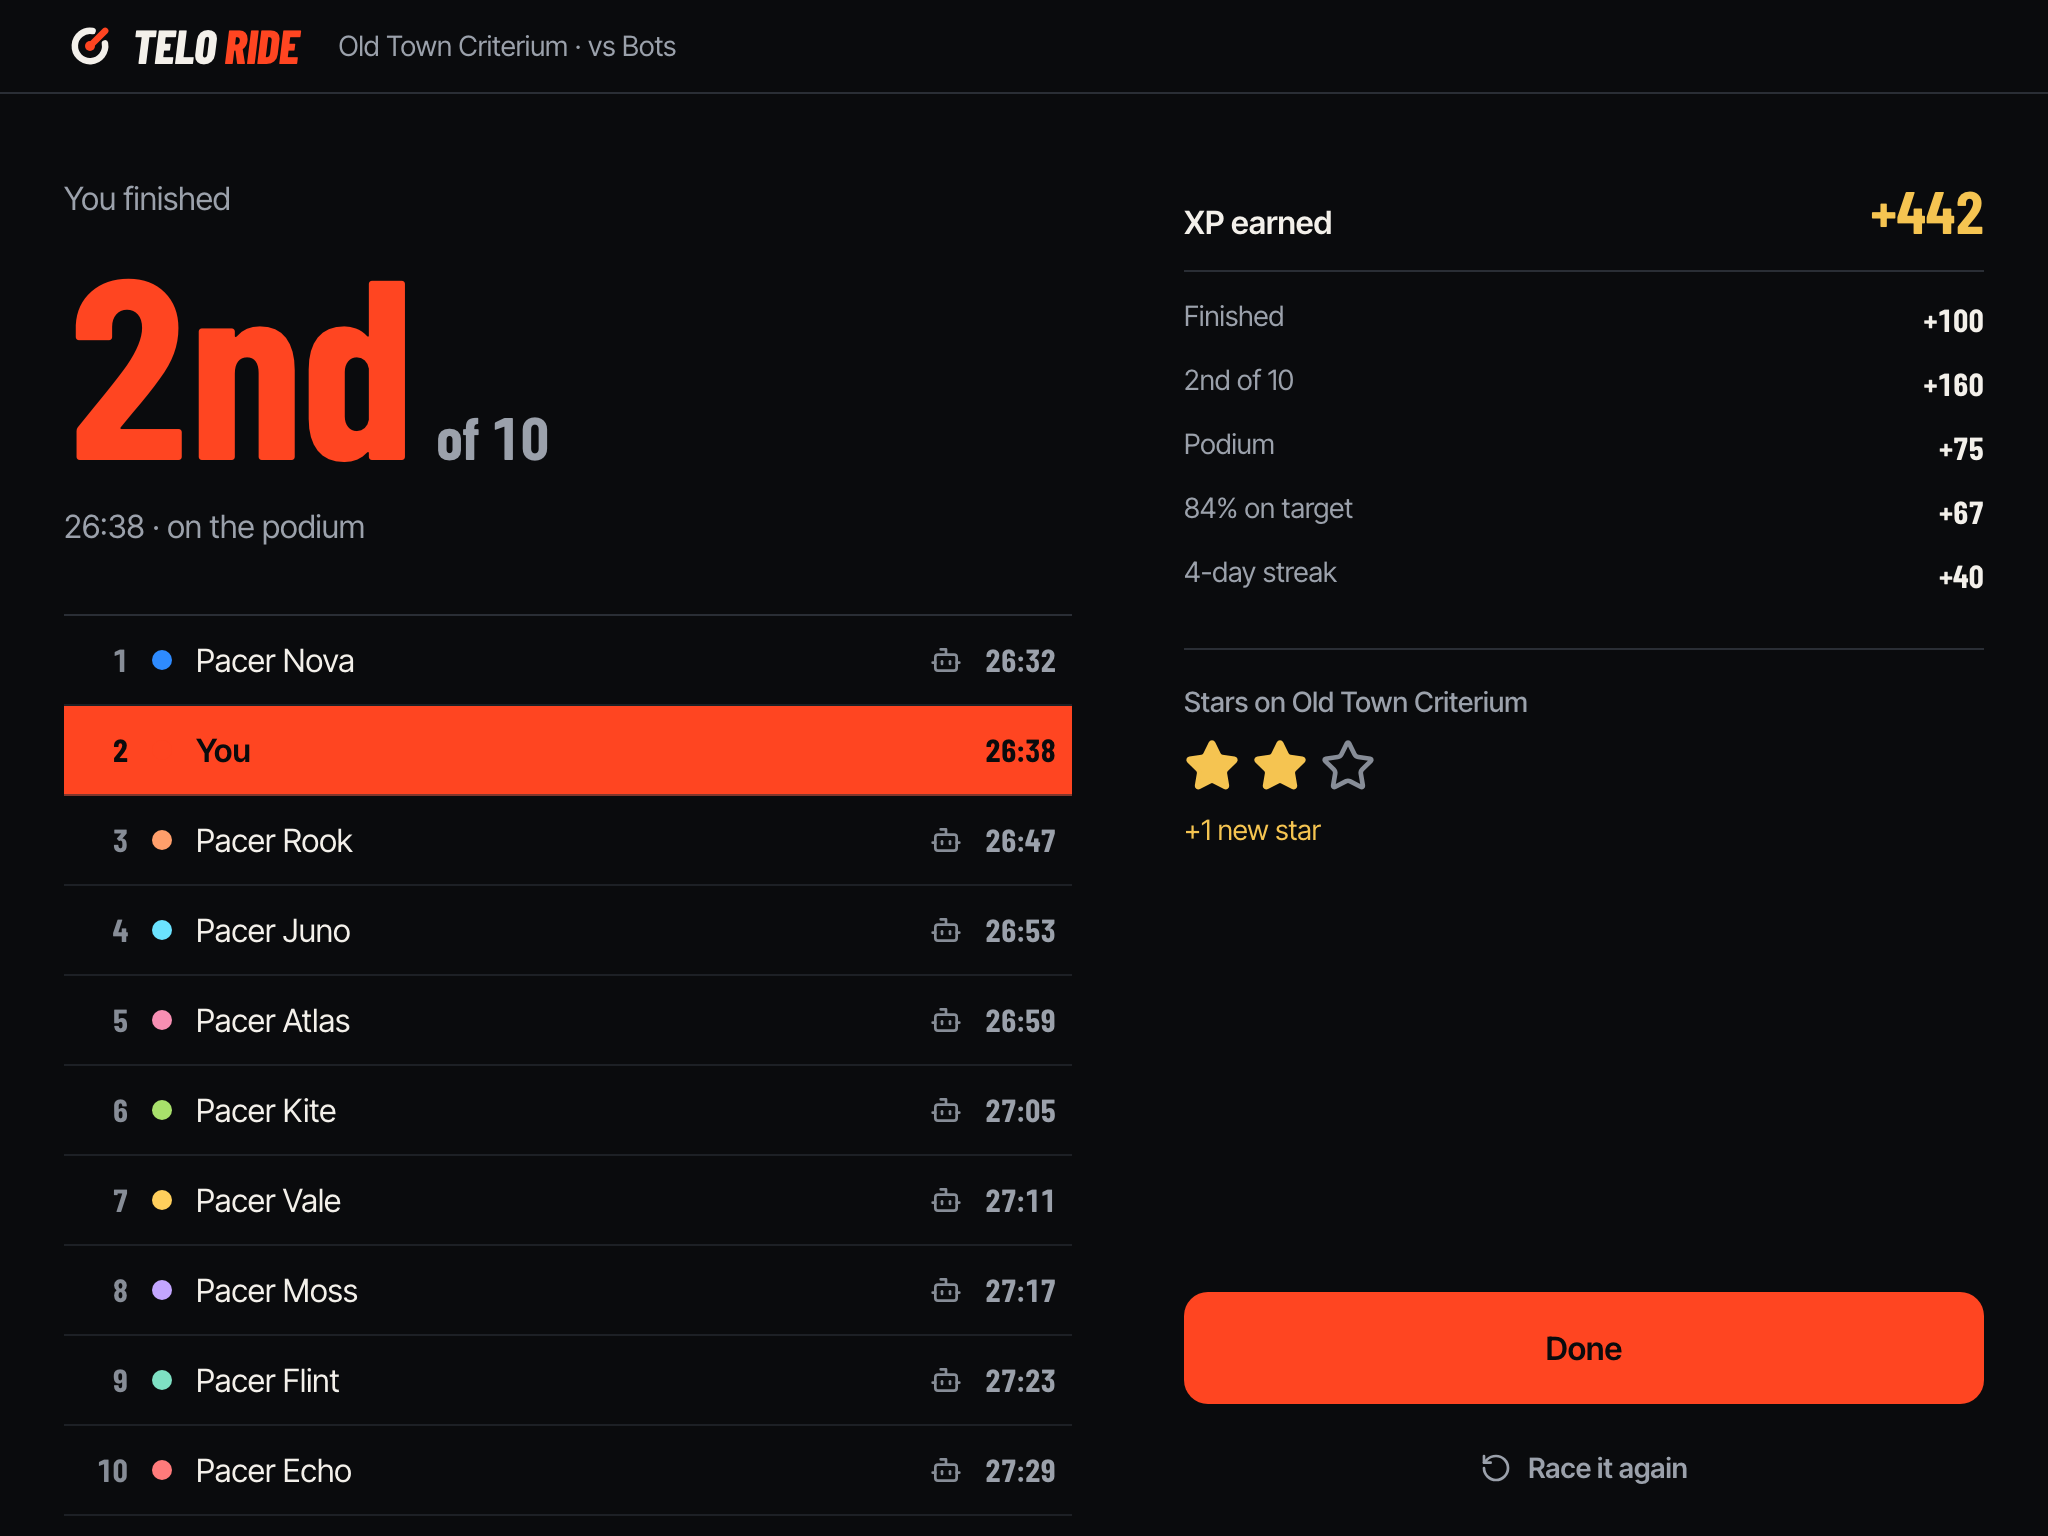 TELO RIDE Old Town Criterium · vs Bots
You finished
2nd of 10
26:38 · on the podium
1 Pacer Nova 26:32
2 You 26:38
3 Pacer Rook 26:47
4 Pacer Juno 26:53
5 Pacer Atlas 26:59
6 Pacer Kite 27:05
7 Pacer Vale 27:11
8 Pacer Moss 27:17
9 Pacer Flint 27:23
10 Pacer Echo 27:29
XP earned +442
Finished +100
2nd of 10 +160
Podium +75
84% on target +67
4-day streak +40
Stars on Old Town Criterium
+1 new star
Done
Race it again